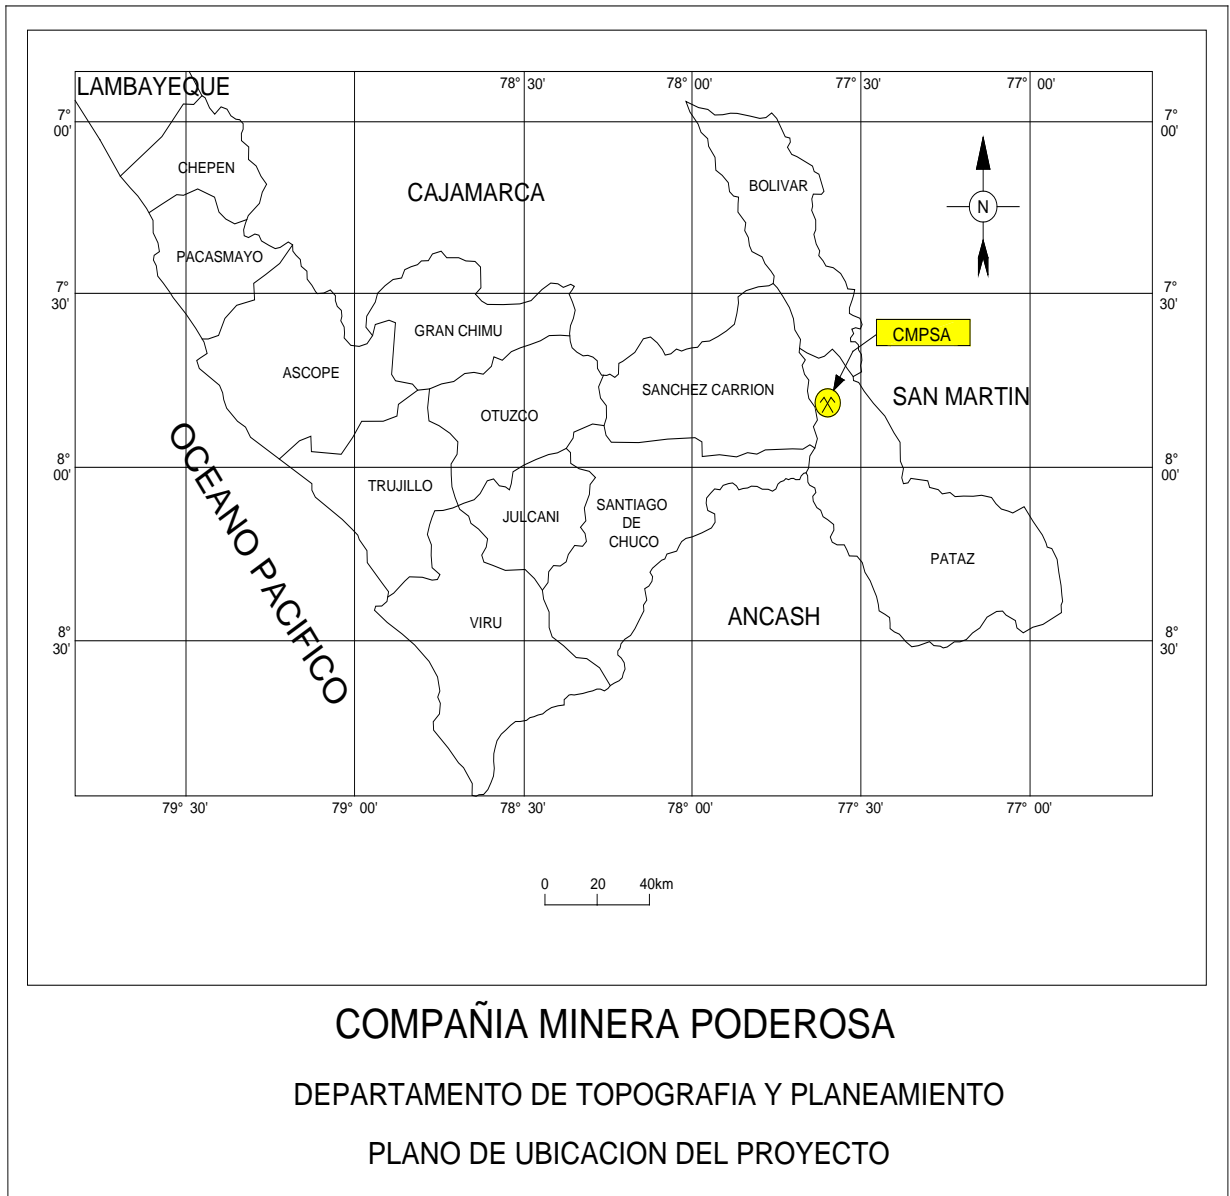 LAMBAYEQUE
78° 30'
78° 00'
77° 30'
77° 00'
7°
00'
7°
00'
CHEPEN
CAJAMARCA
BOLIVAR
N
PACASMAYO
7°
30'
7°
30'
GRAN CHIMU
CMPSA
ASCOPE
SANCHEZ CARRION
SAN MARTIN
OTUZCO
OCEANO PACIFICO
8°
00'
8°
00'
TRUJILLO
JULCANI
SANTIAGO
DE
CHUCO
PATAZ
VIRU
ANCASH
8°
30'
8°
30'
79° 30'
79° 00'
78° 30'
78° 00'
77° 30'
77° 00'
0 20 40km
COMPAÑIA MINERA PODEROSA
DEPARTAMENTO DE TOPOGRAFIA Y PLANEAMIENTO
PLANO DE UBICACION DEL PROYECTO